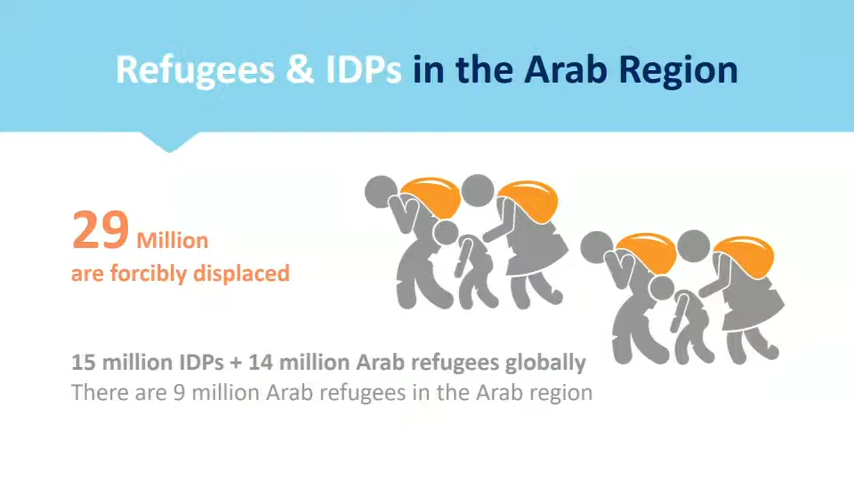 Refugees & IDPs in the Arab Region
29 Million
are forcibly displaced
15 million IDPs + 14 million Arab refugees globally
There are 9 million Arab refugees in the Arab region